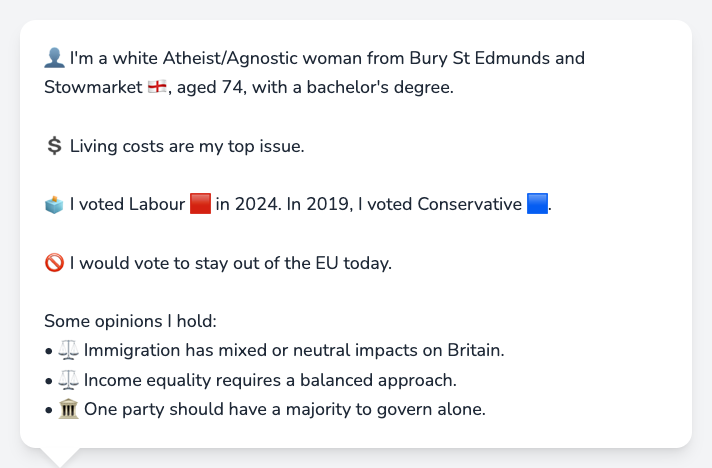 👤 I'm a white Atheist/Agnostic woman from Bury St Edmunds and
Stowmarket 🏴󠁧󠁢󠁥󠁮󠁧󠁿, aged 74, with a bachelor's degree.
💲 Living costs are my top issue.
🗳️ I voted Labour 🟥 in 2024. In 2019, I voted Conservative 🟦.
🚫 I would vote to stay out of the EU today.
Some opinions I hold:
• ⚖️ Immigration has mixed or neutral impacts on Britain.
• ⚖️ Income equality requires a balanced approach.
• 🏛️ One party should have a majority to govern alone.